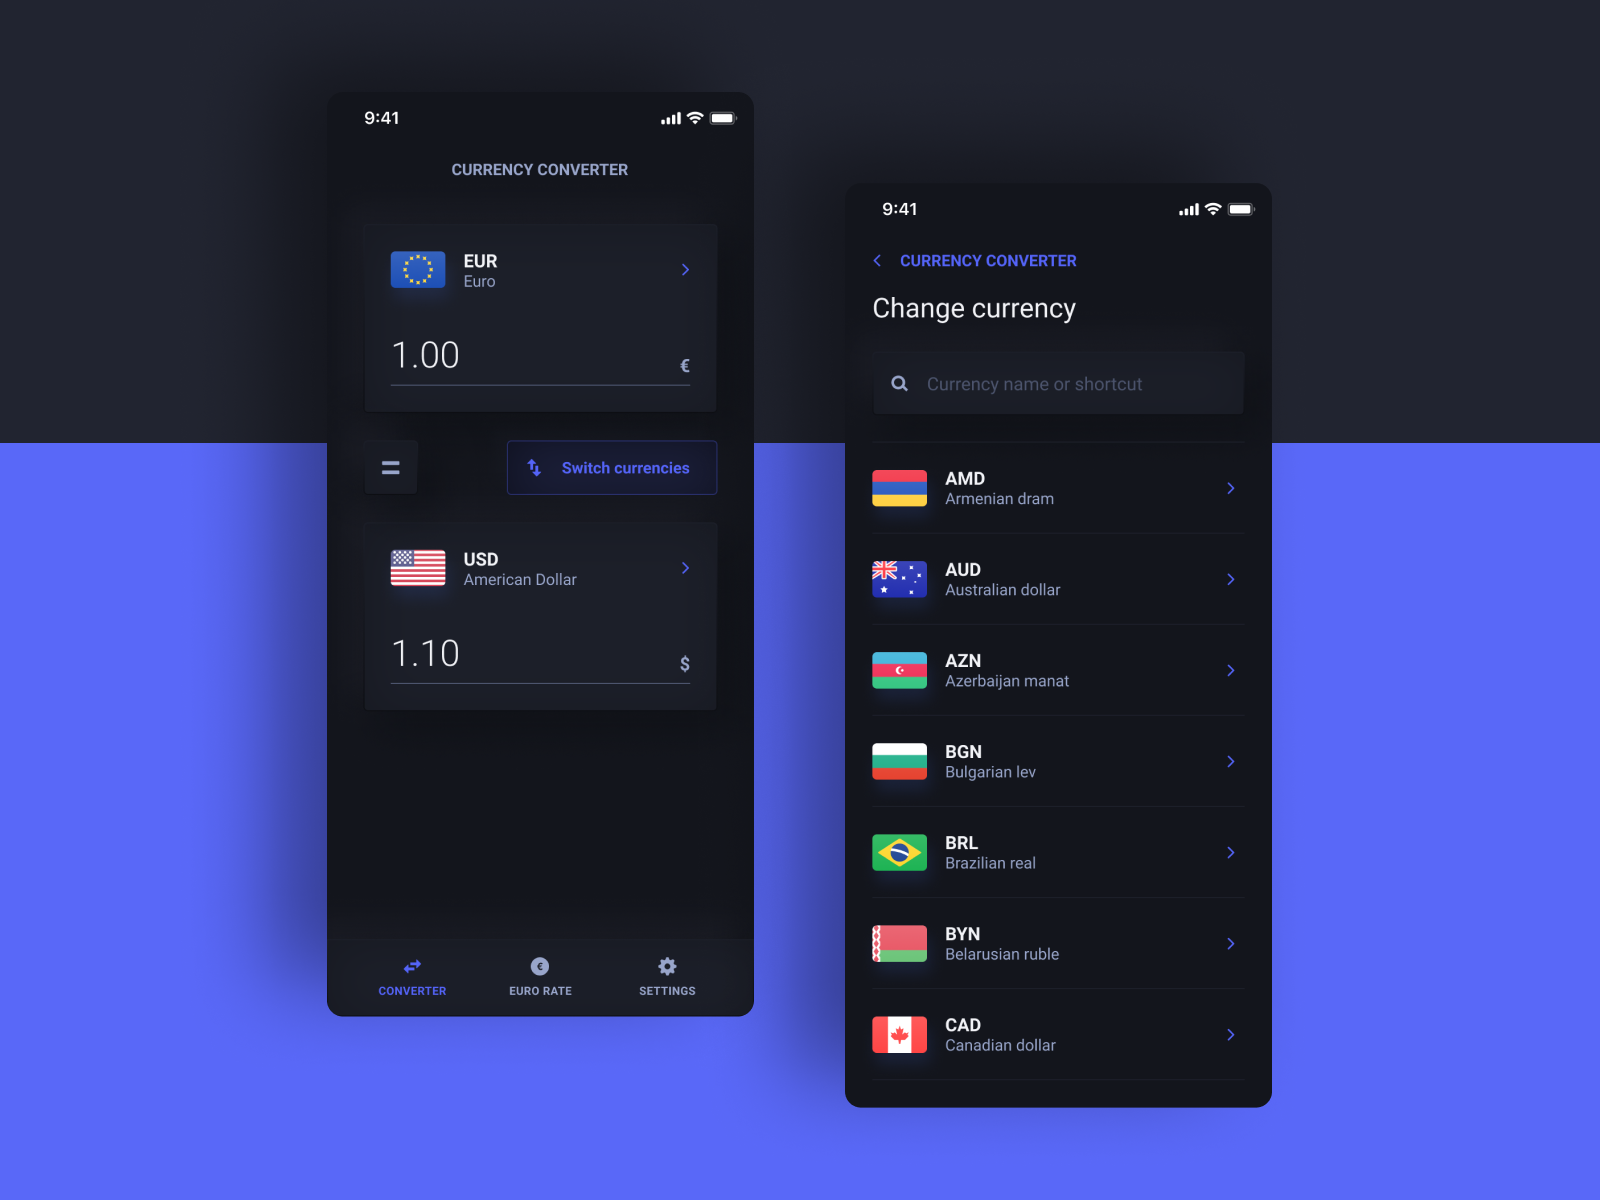 9:41
CURRENCY CONVERTER
EUR
Euro
1.00
€
Switch currencies
USD
American Dollar
1.10
$
€
CONVERTER
EURO RATE
SETTINGS
9:41
CURRENCY CONVERTER
Change currency
Currency name or shortcut
AMD
Armenian dram
AUD
Australian dollar
AZN
Azerbaijan manat
BGN
Bulgarian lev
BRL
Brazilian real
BYN
Belarusian ruble
CAD
Canadian dollar